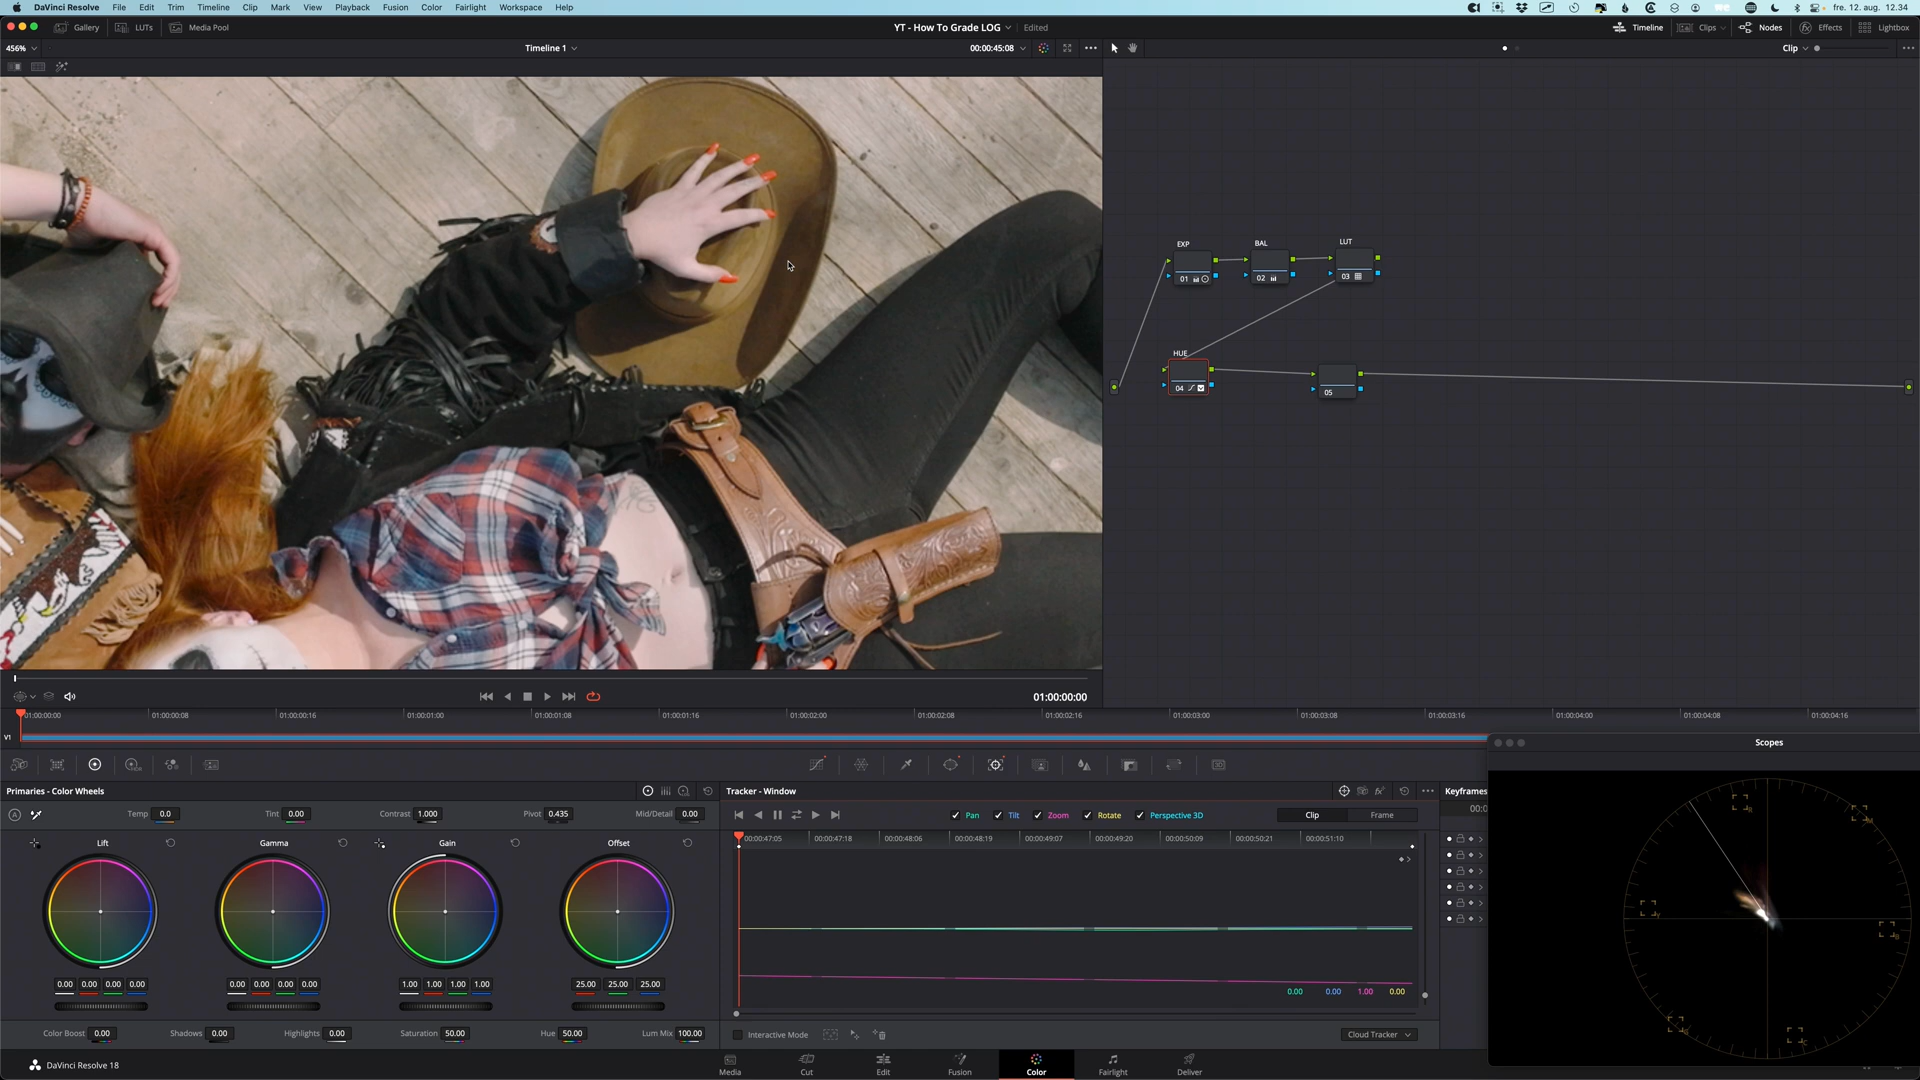 DaVinci Resolve File Edit Trim Timeline Clip Mark View Playback Fusion Color Fairlight Workspace Help fre. 12. aug. 12.34
Gallery LUTs Media Pool YT - How To Grade LOG Edited Timeline Clips Nodes Effects Lightbox
456% Timeline 1 00:00:45:08 Clip
EXP BAL LUT
01 02 03
HUE
04 05
01:00:00:00
01:00:00:00 01:00:00:08 01:00:00:16 01:00:01:00 01:00:01:08 01:00:01:16 01:00:02:00 01:00:02:08 01:00:02:16 01:00:03:00 01:00:03:08 01:00:03:16 01:00:04:00 01:00:04:08 01:00:04:16
V1
Scopes
Primaries - Color Wheels Tracker - Window Keyframes
Temp 0.0 Tint 0.00 Contrast 1.000 Pivot 0.435 Mid/Detail 0.00 Pan Tilt Zoom Rotate Perspective 3D Clip Frame
00:00:47:05 00:00:47:18 00:00:48:06 00:00:48:19 00:00:49:07 00:00:49:20 00:00:50:09 00:00:50:21 00:00:51:10
Lift Gamma Gain Offset
0.00 0.00 0.00 0.00 0.00 0.00 0.00 0.00 1.00 1.00 1.00 1.00 25.00 25.00 25.00
0.00 0.00 1.00 0.00
Color Boost 0.00 Shadows 0.00 Highlights 0.00 Saturation 50.00 Hue 50.00 Lum Mix 100.00 Interactive Mode Cloud Tracker
DaVinci Resolve 18 Media Cut Edit Fusion Color Fairlight Deliver